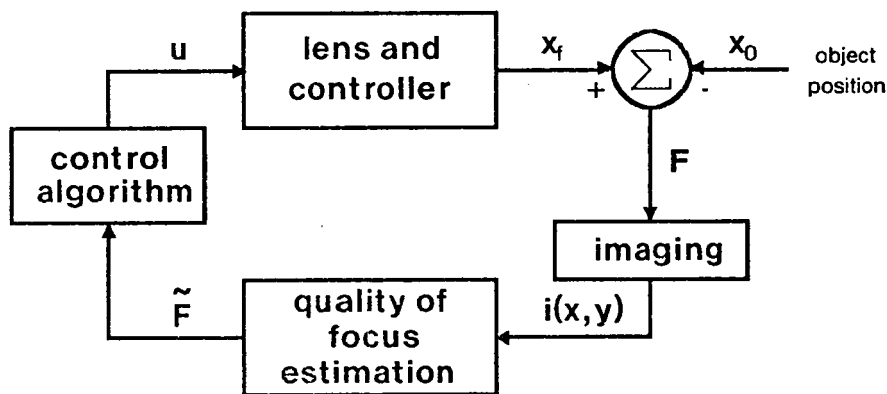 u
lens and
controller
x_f
+
Σ
-
x_0
object
position
control
algorithm
F
imaging
F̃
quality of
focus
estimation
i(x,y)